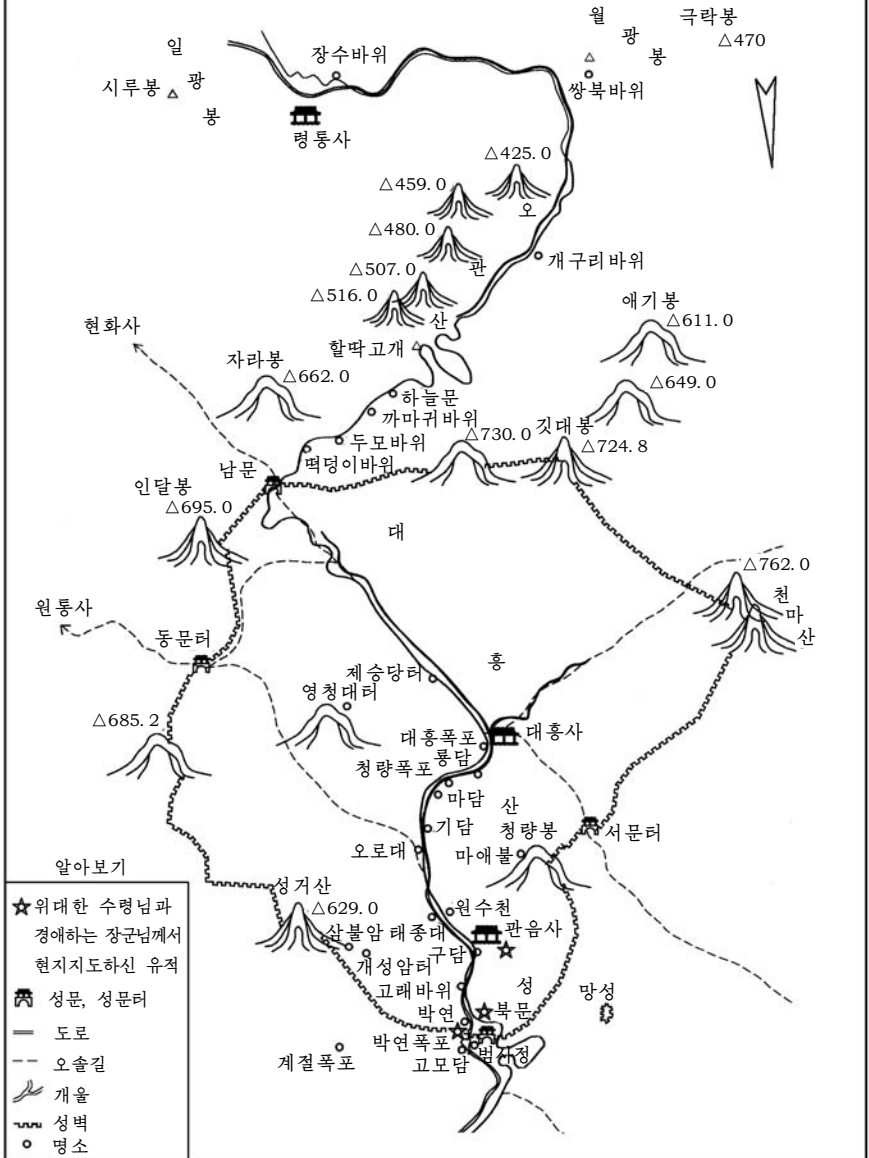 월광봉
극락봉
△470
일광봉
장수바위
시루봉
쌍북바위
령통사
△425.0
△459.0
오관산
△480.0
개구리바위
△507.0
△516.0
애기봉
△611.0
현화사
할딱고개
자라봉
△662.0
△649.0
하늘문
까마귀바위
깃대봉
△730.0
△724.8
두모바위
떡덩이바위
남문
인달봉
△695.0
대흥산성
△762.0
천마산
원통사
동문터
제승당터
영청대터
△685.2
대흥폭포
대흥사
룡담
청량폭포
마담
기담
청량봉
서문터
오로대
마애불
알아보기
☆위대한 수령님과
경애하는 장군님께서
현지지도하신 유적
성문, 성문터
도로
오솔길
개울
성벽
명소
성거산
△629.0
원수천
삼불암
태종대
관음사
개성암터
구담
고래바위
망성
박연
북문
박연폭포
범사정
계절폭포
고모담